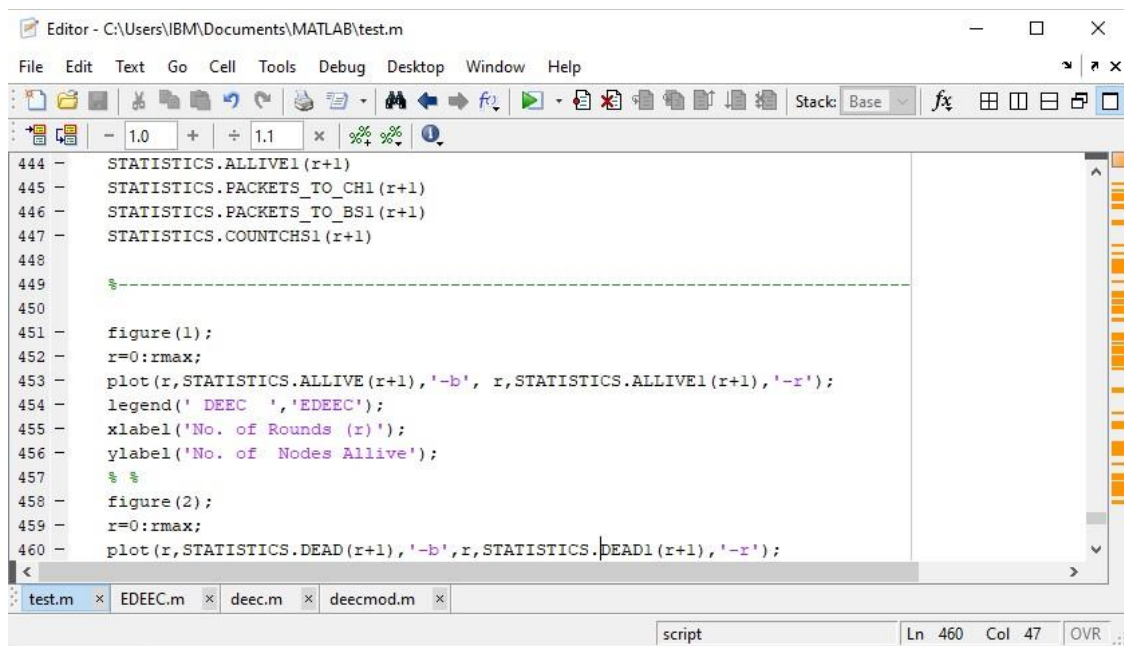 Editor - C:\Users\IBM\Documents\MATLAB\test.m
File Edit Text Go Cell Tools Debug Desktop Window Help
Stack: Base fx
- 1.0 + ÷ 1.1 ×
444 - STATISTICS.ALLIVE1(r+1)
445 - STATISTICS.PACKETS_TO_CH1(r+1)
446 - STATISTICS.PACKETS_TO_BS1(r+1)
447 - STATISTICS.COUNTCHS1(r+1)
448
449 %-------------------------------------------------------------------------------
450
451 - figure(1);
452 - r=0:rmax;
453 - plot(r,STATISTICS.ALLIVE(r+1),'-b', r,STATISTICS.ALLIVE1(r+1),'-r');
454 - legend(' DEEC  ','EDEEC');
455 - xlabel('No. of Rounds (r)');
456 - ylabel('No. of  Nodes Allive');
457 % %
458 - figure(2);
459 - r=0:rmax;
460 - plot(r,STATISTICS.DEAD(r+1),'-b',r,STATISTICS.DEAD1(r+1),'-r');
test.m × EDEEC.m × deec.m × deecmod.m ×
script Ln 460 Col 47 OVR